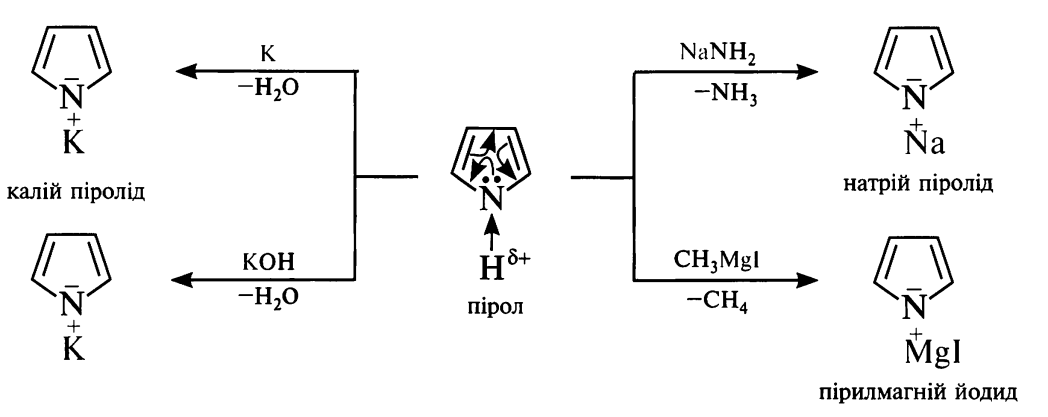 K
−H₂O
N⁻
K⁺
калій піролід
KOH
−H₂O
N⁻
K⁺
N
H^δ+
пірол
NaNH₂
−NH₃
N⁻
Na⁺
натрій піролід
CH₃MgI
−CH₄
N⁻
MgI⁺
пірилмагній йодид